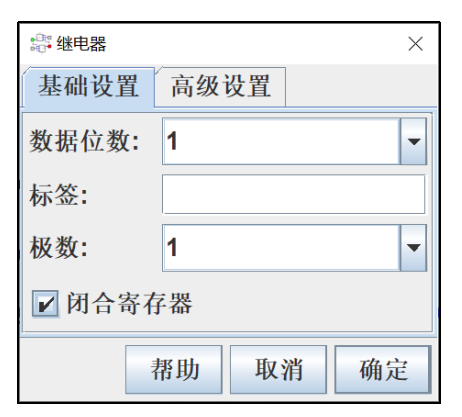 继电器
基础设置 高级设置
数据位数: 1
标签:
极数: 1
闭合寄存器
帮助 取消 确定